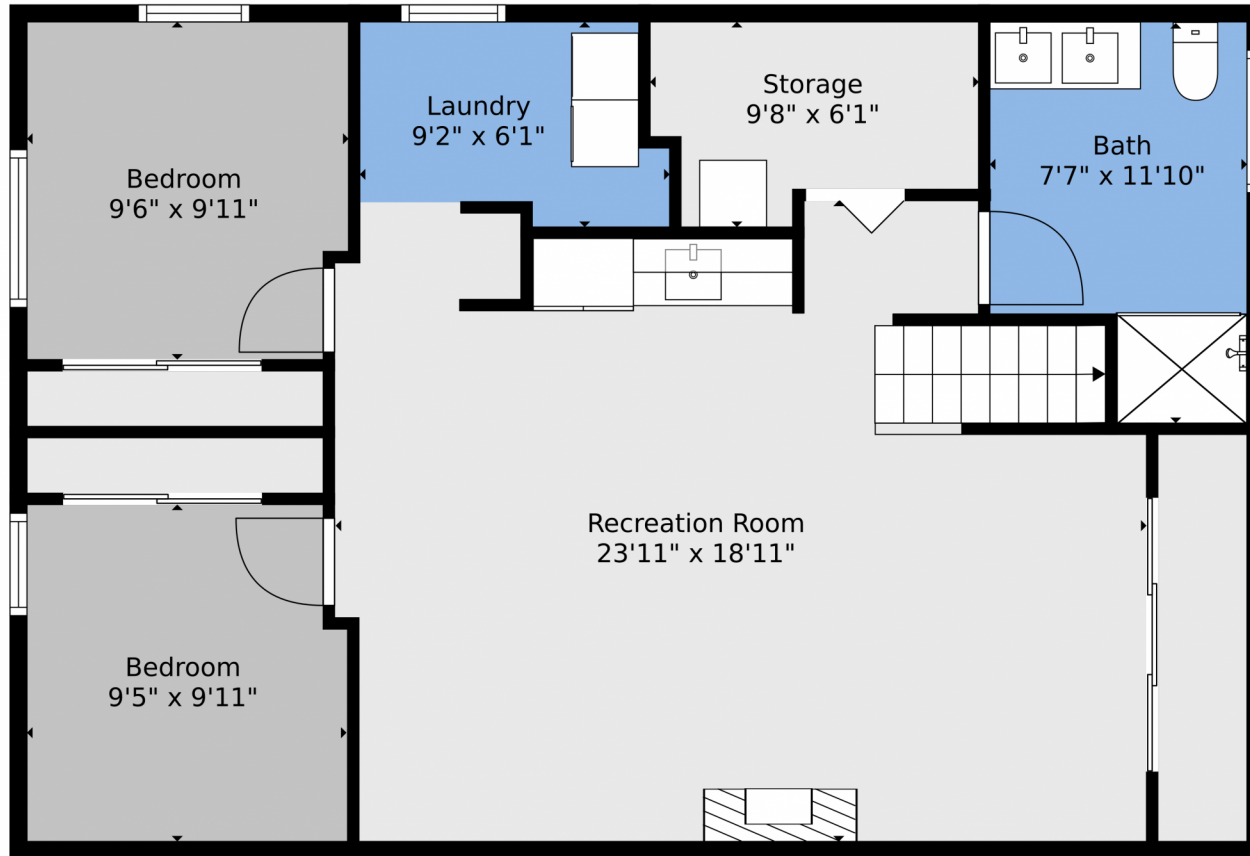 Laundry
9'2" x 6'1"
Storage
9'8" x 6'1"
Bath
7'7" x 11'10"
Bedroom
9'6" x 9'11"
Recreation Room
23'11" x 18'11"
Bedroom
9'5" x 9'11"